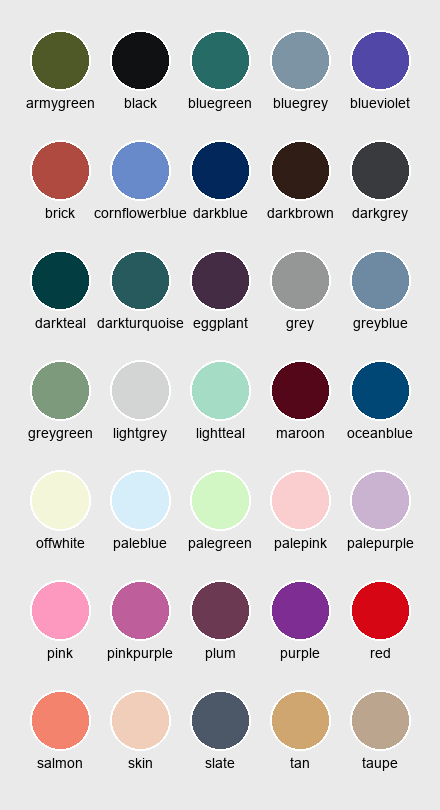 armygreen black bluegreen bluegrey blueviolet
brick cornflowerblue darkblue darkbrown darkgrey
darkteal darkturquoise eggplant grey greyblue
greygreen lightgrey lightteal maroon oceanblue
offwhite paleblue palegreen palepink palepurple
pink pinkpurple plum purple red
salmon skin slate tan taupe